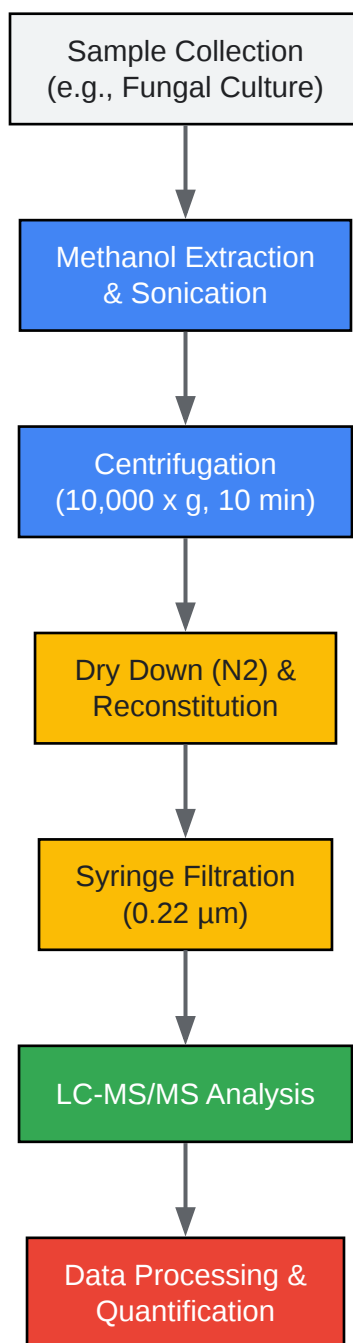 Sample Collection
(e.g., Fungal Culture)
Methanol Extraction
& Sonication
Centrifugation
(10,000 x g, 10 min)
Dry Down (N2) &
Reconstitution
Syringe Filtration
(0.22 µm)
LC-MS/MS Analysis
Data Processing &
Quantification